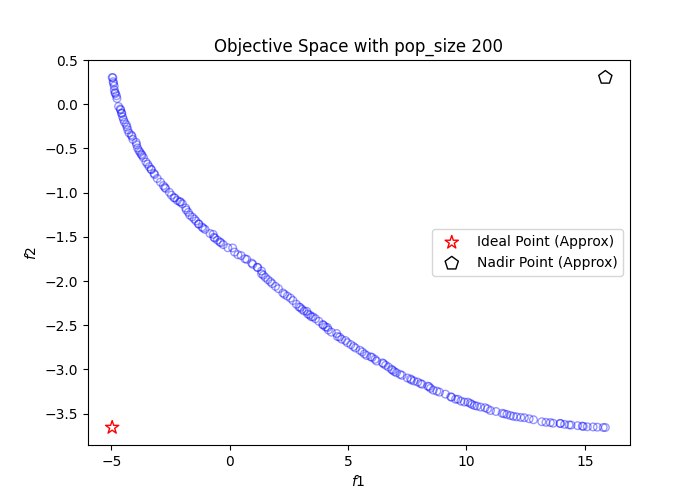 Objective Space with pop_size 200
0.5
0.0
−0.5
−1.0
−1.5
−2.0
−2.5
−3.0
−3.5
f2
Ideal Point (Approx)
Nadir Point (Approx)
−5 0 5 10 15
f1